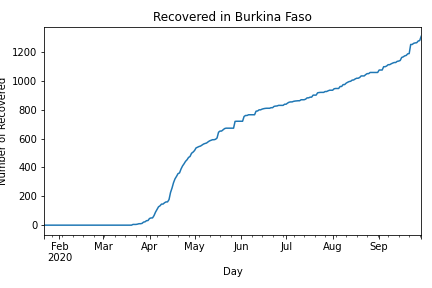 Recovered in Burkina Faso
Number of Recovered
1200
1000
800
600
400
200
0
Feb Mar Apr May Jun Jul Aug Sep
2020
Day